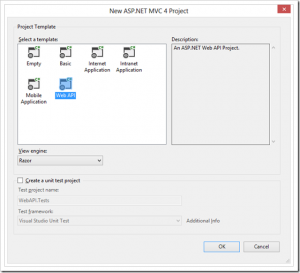 New ASP.NET MVC 4 Project
Project Template
Select a template:
Description:
Empty
Basic
Internet Application
Intranet Application
An ASP.NET Web API Project.
Mobile Application
Web API
View engine:
Razor
Create a unit test project
Test project name:
WebAPI.Tests
Test framework:
Visual Studio Unit Test
Additional Info
OK
Cancel